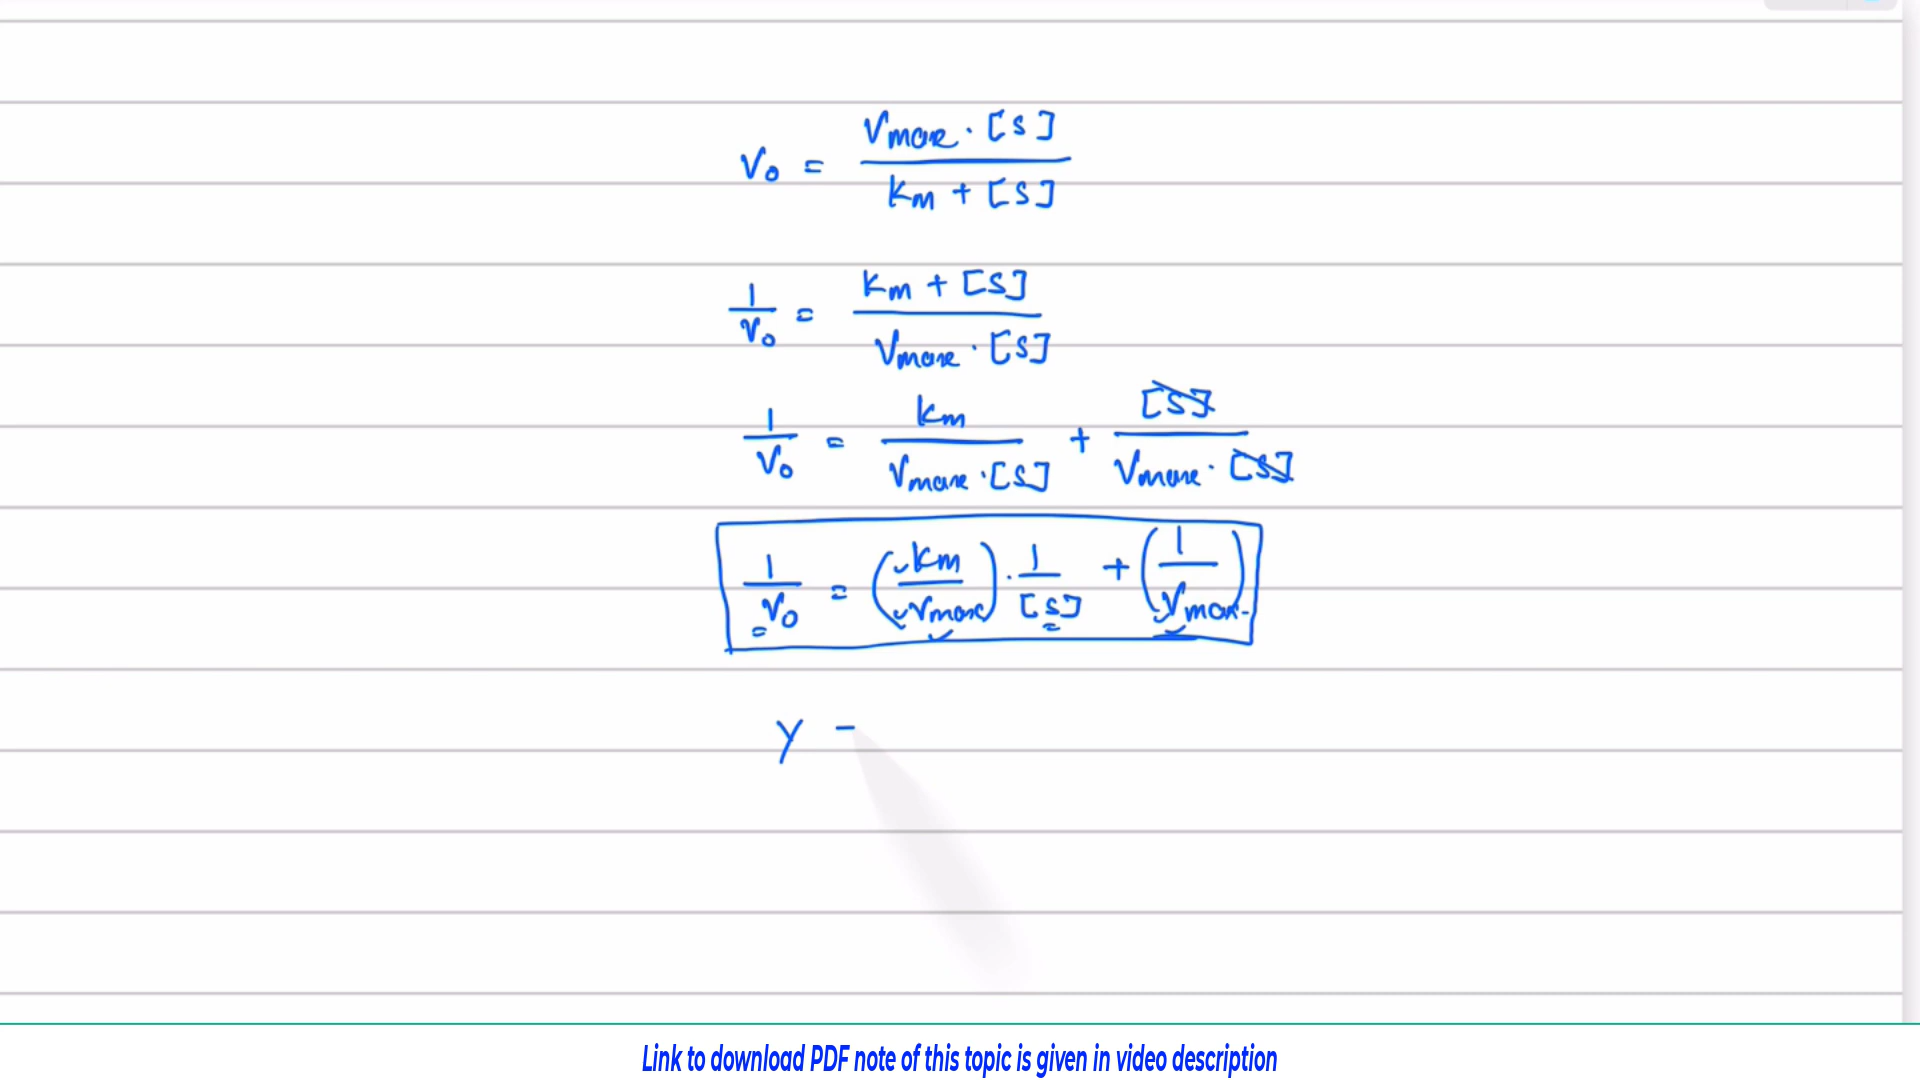 V₀ = Vmax · [S] / Km + [S]
1/V₀ = Km + [S] / Vmax · [S]
1/V₀ = Km / Vmax · [S] + [S] / Vmax · [S]
1/V₀ = (Km / Vmax) · 1/[S] + (1 / Vmax)
y -
Link to download PDF note of this topic is given in video description